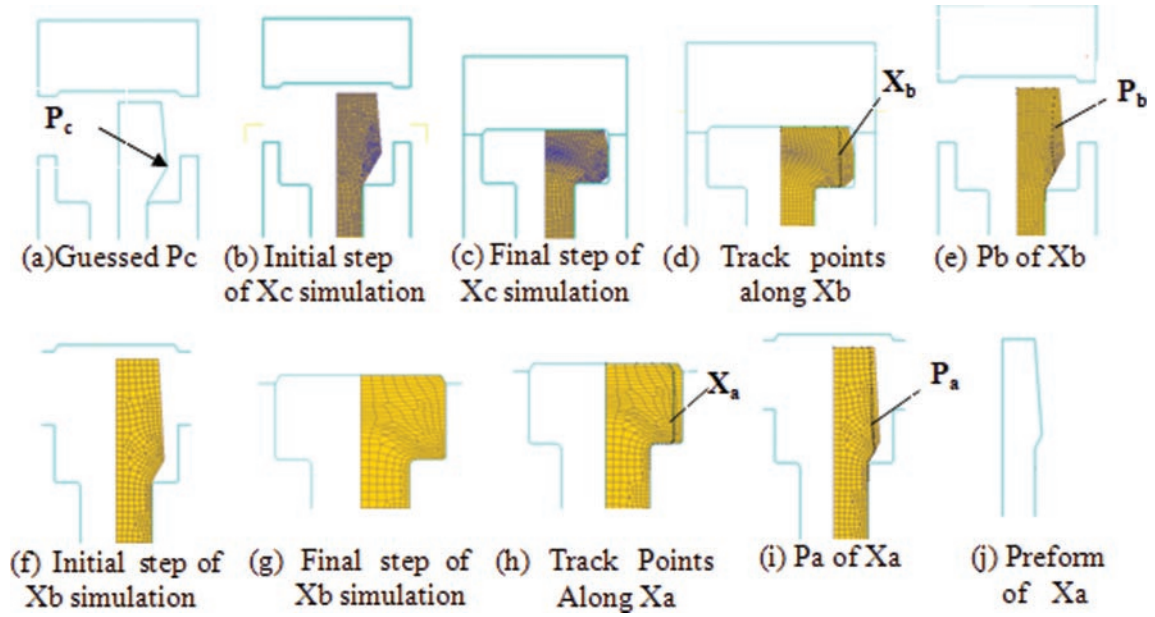 Pc
Xb
Pb
(a)Guessed Pc
(b) Initial step
of Xc simulation
(c) Final step of
Xc simulation
(d) Track points
along Xb
(e) Pb of Xb
Xa
Pa
(f) Initial step of
Xb simulation
(g) Final step of
Xb simulation
(h) Track Points
Along Xa
(i) Pa of Xa
(j) Preform
of Xa